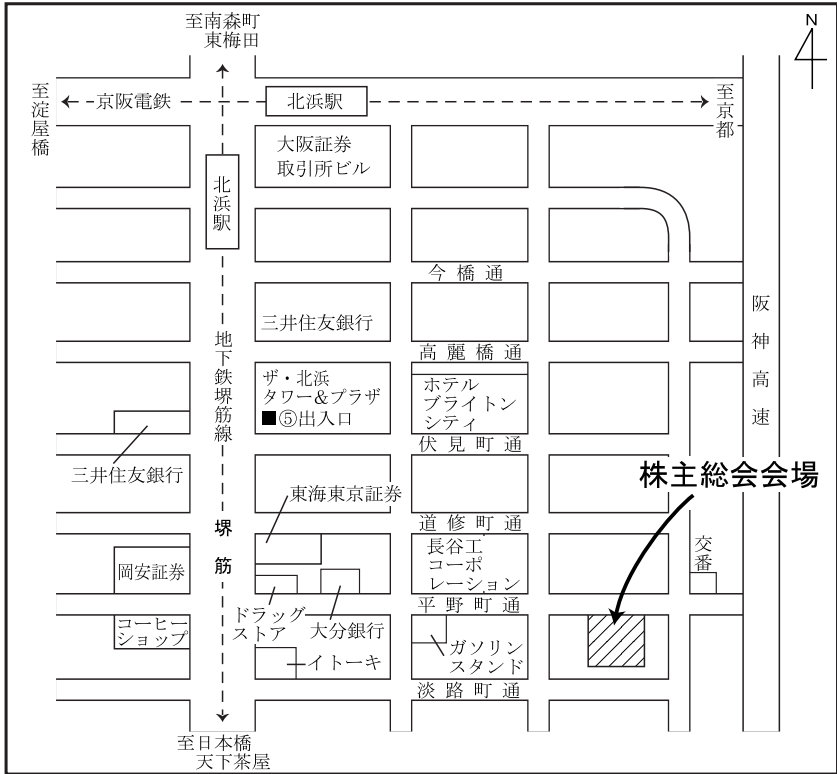 至南森町
東梅田
N
至淀屋橋
京阪電鉄
北浜駅
至京都
大阪証券
取引所ビル
北浜駅
今橋通
三井住友銀行
阪神高速
高麗橋通
地下鉄堺筋線
ザ・北浜
タワー&プラザ
■⑤出入口
ホテル
ブライトン
シティ
伏見町通
三井住友銀行
株主総会会場
東海東京証券
道修町通
堺筋
長谷工
コーポ
レーション
交番
岡安証券
平野町通
ドラッグ
ストア
大分銀行
コーヒー
ショップ
ガソリン
スタンド
イトーキ
淡路町通
至日本橋
天下茶屋